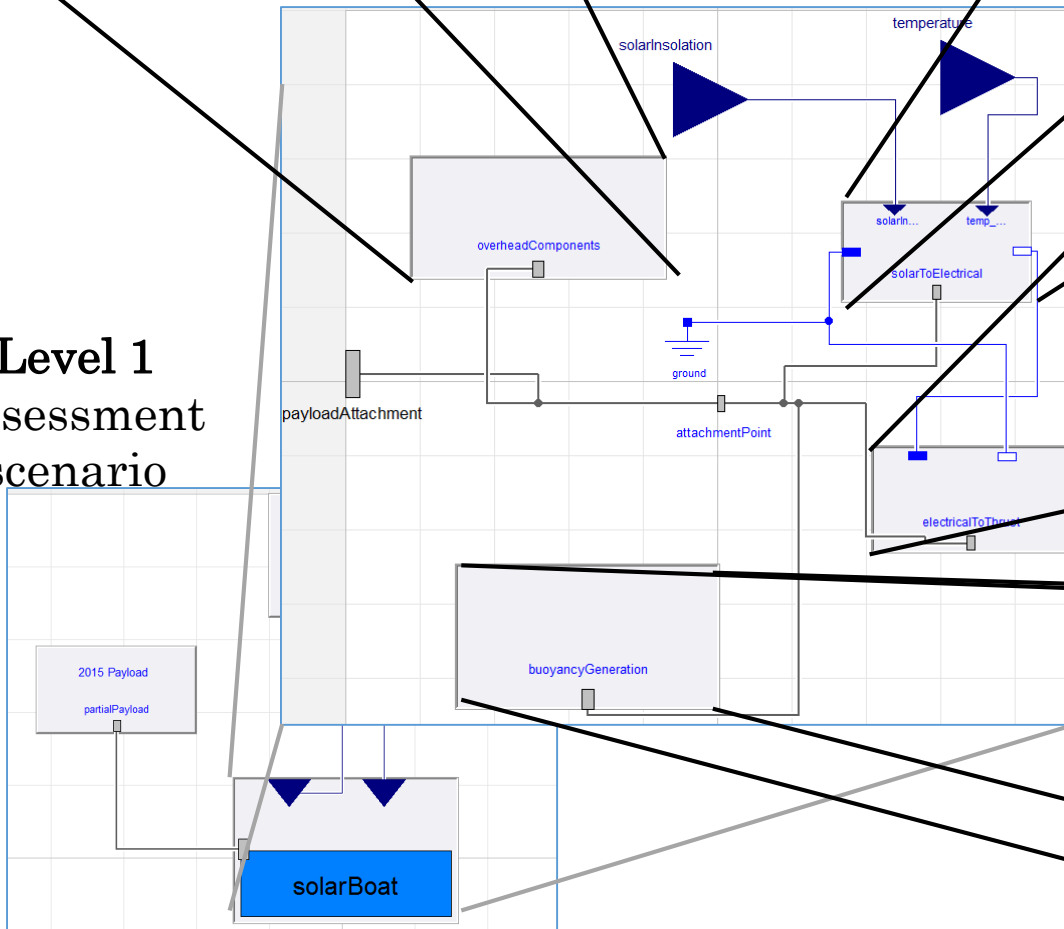 temperature
solarInsolation
solarIn...
temp_...
overheadComponents
solarToElectrical
Level 1
ground
payloadAttachment
sessment
attachmentPoint
scenario
electricalToThrust
buoyancyGeneration
2015 Payload
partialPayload
solarBoat